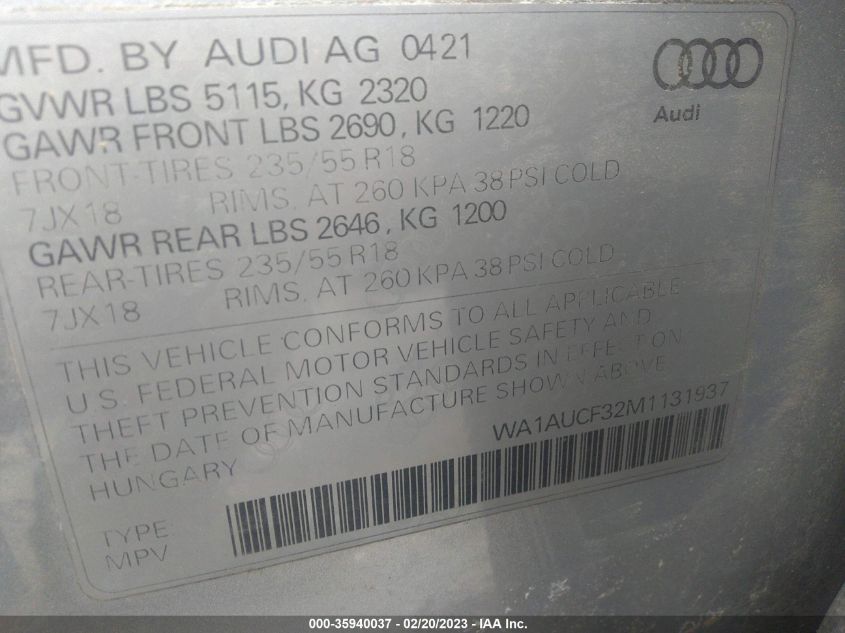 MFD. BY AUDI AG 0421
GVWR LBS 5115, KG 2320
GAWR FRONT LBS 2690, KG 1220
FRONT-TIRES 235/55 R18
7JX18 RIMS. AT 260 KPA 38 PSI COLD
GAWR REAR LBS 2646, KG 1200
REAR-TIRES 235/55 R18
7JX18 RIMS. AT 260 KPA 38 PSI COLD
THIS VEHICLE CONFORMS TO ALL APPLICABLE
U.S. FEDERAL MOTOR VEHICLE SAFETY AND
THEFT PREVENTION STANDARDS IN EFFECT ON
THE DATE OF MANUFACTURE SHOWN ABOVE
HUNGARY
WA1AUCF32M1131937
TYPE
MPV
Audi
000-35940037 - 02/20/2023 - IAA Inc.